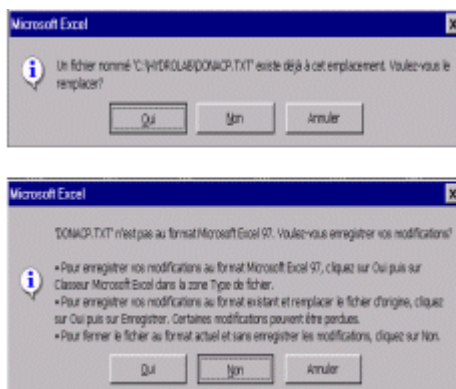 Microsoft Excel
Un fichier nommé 'C:\HYDROLAB\DONACP.TXT' existe déjà à cet emplacement. Voulez-vous le
remplacer?
Oui Non Annuler
Microsoft Excel
'DONACP.TXT' n'est pas au format Microsoft Excel 97. Voulez-vous enregistrer vos modifications?
• Pour enregistrer vos modifications au format Microsoft Excel 97, cliquez sur Oui puis sur
Classeur Microsoft Excel dans la zone Type de fichier.
• Pour enregistrer vos modifications au format existant et remplacer le fichier d'origine, cliquez
sur Oui puis sur Enregistrer. Certaines modifications peuvent être perdues.
• Pour fermer le fichier au format actuel et sans enregistrer les modifications, cliquez sur Non.
Oui Non Annuler